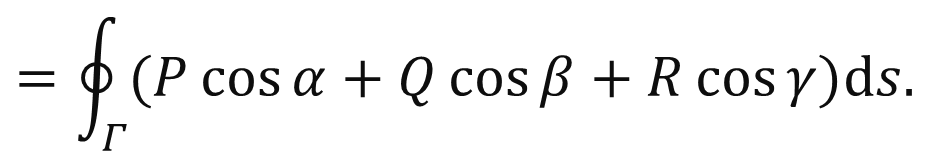 = ∮_Γ (P cos α + Q cos β + R cos γ)ds.